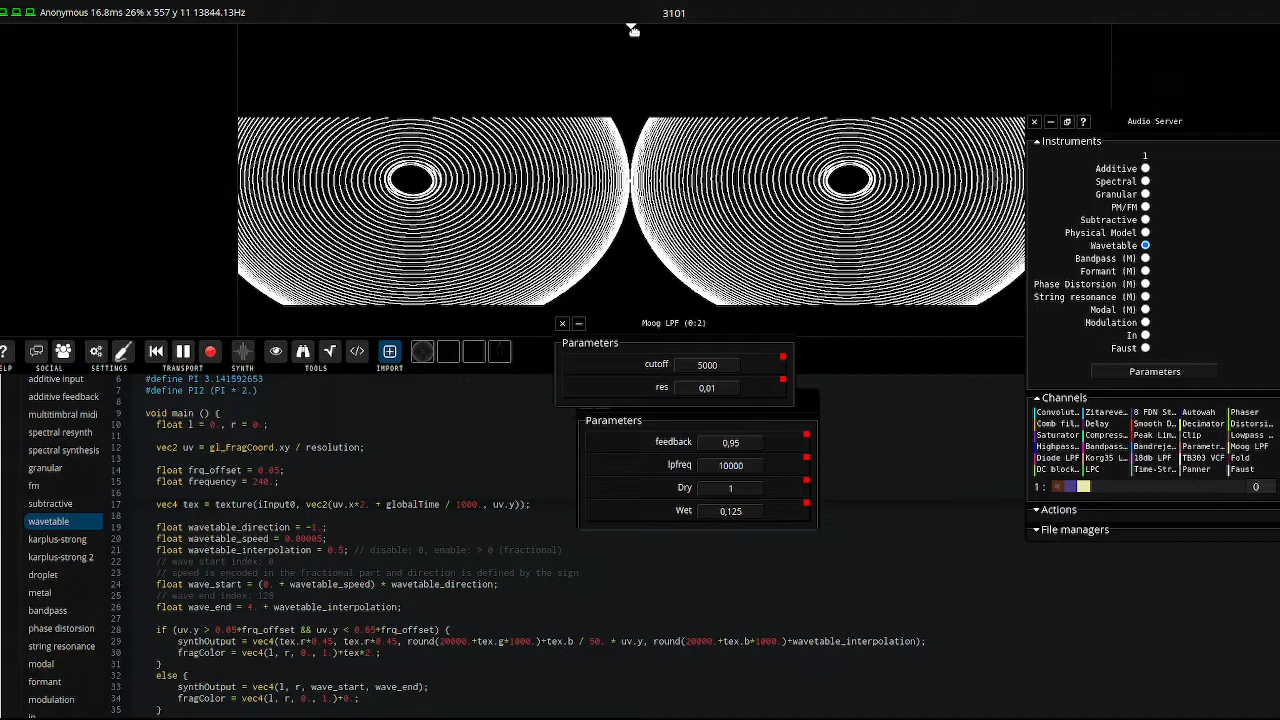 Anonymous 16.8ms 26% x 557 y 11 13844.13Hz
3101
Audio Server
Instruments
1
Additive
Spectral
Granular
PM/FM
Subtractive
Physical Model
Wavetable
Bandpass (M)
Formant (M)
Phase Distortion (M)
String resonance (M)
Modal (M)
Modulation
In
Faust
Parameters
Channels
Convolut… Zitareve… 8 FDN St… Autowah Phaser
Comb fil… Delay Smooth D… Decimator Distorsi…
Saturator Compress… Peak Lim… Clip Lowpass …
Highpass… Bandpass… Bandreje… Parametr… Moog LPF
Diode LPF Korg35 L… 18db LPF TB303 VCF Fold
DC block… LPC Time-Str… Panner Faust
1 : 0
Actions
File managers
Moog LPF (0:2)
Parameters
cutoff 5000
res 0,01
Parameters
feedback 0,95
lpfreq 10000
Dry 1
Wet 0,125
ELP SOCIAL SETTINGS TRANSPORT SYNTH TOOLS IMPORT
additive input
additive feedback
multitimbral midi
spectral resynth
spectral synthesis
granular
fm
subtractive
wavetable
karplus-strong
karplus-strong 2
droplet
metal
bandpass
phase distortion
string resonance
modal
formant
modulation
in
6 #define PI 3.141592653
7 #define PI2 (PI * 2.)
8
9 void main () {
10 float l = 0., r = 0.;
11
12 vec2 uv = gl_FragCoord.xy / resolution;
13
14 float frq_offset = 0.05;
15 float frequency = 240.;
16
17 vec4 tex = texture(iInput0, vec2(uv.x*2. + globalTime / 1000., uv.y));
18
19 float wavetable_direction = -1.;
20 float wavetable_speed = 0.00005;
21 float wavetable_interpolation = 0.5; // disable: 0, enable: > 0 (fractional)
22 // wave start index: 0
23 // speed is encoded in the fractional part and direction is defined by the sign
24 float wave_start = (0. + wavetable_speed) * wavetable_direction;
25 // wave end index: 128
26 float wave_end = 4. + wavetable_interpolation;
27
28 if (uv.y > 0.05+frq_offset && uv.y < 0.65+frq_offset) {
29 synthOutput = vec4(tex.r*0.45, tex.r*0.45, round(20000.+tex.g*1000.)+tex.b / 50. * uv.y, round(20000.+tex.b*1000.)+wavetable_interpolation);
30 fragColor = vec4(l, r, 0., 1.)+tex*2.;
31 }
32 else {
33 synthOutput = vec4(l, r, wave_start, wave_end);
34 fragColor = vec4(l, r, 0., 1.)+0.;
35 }